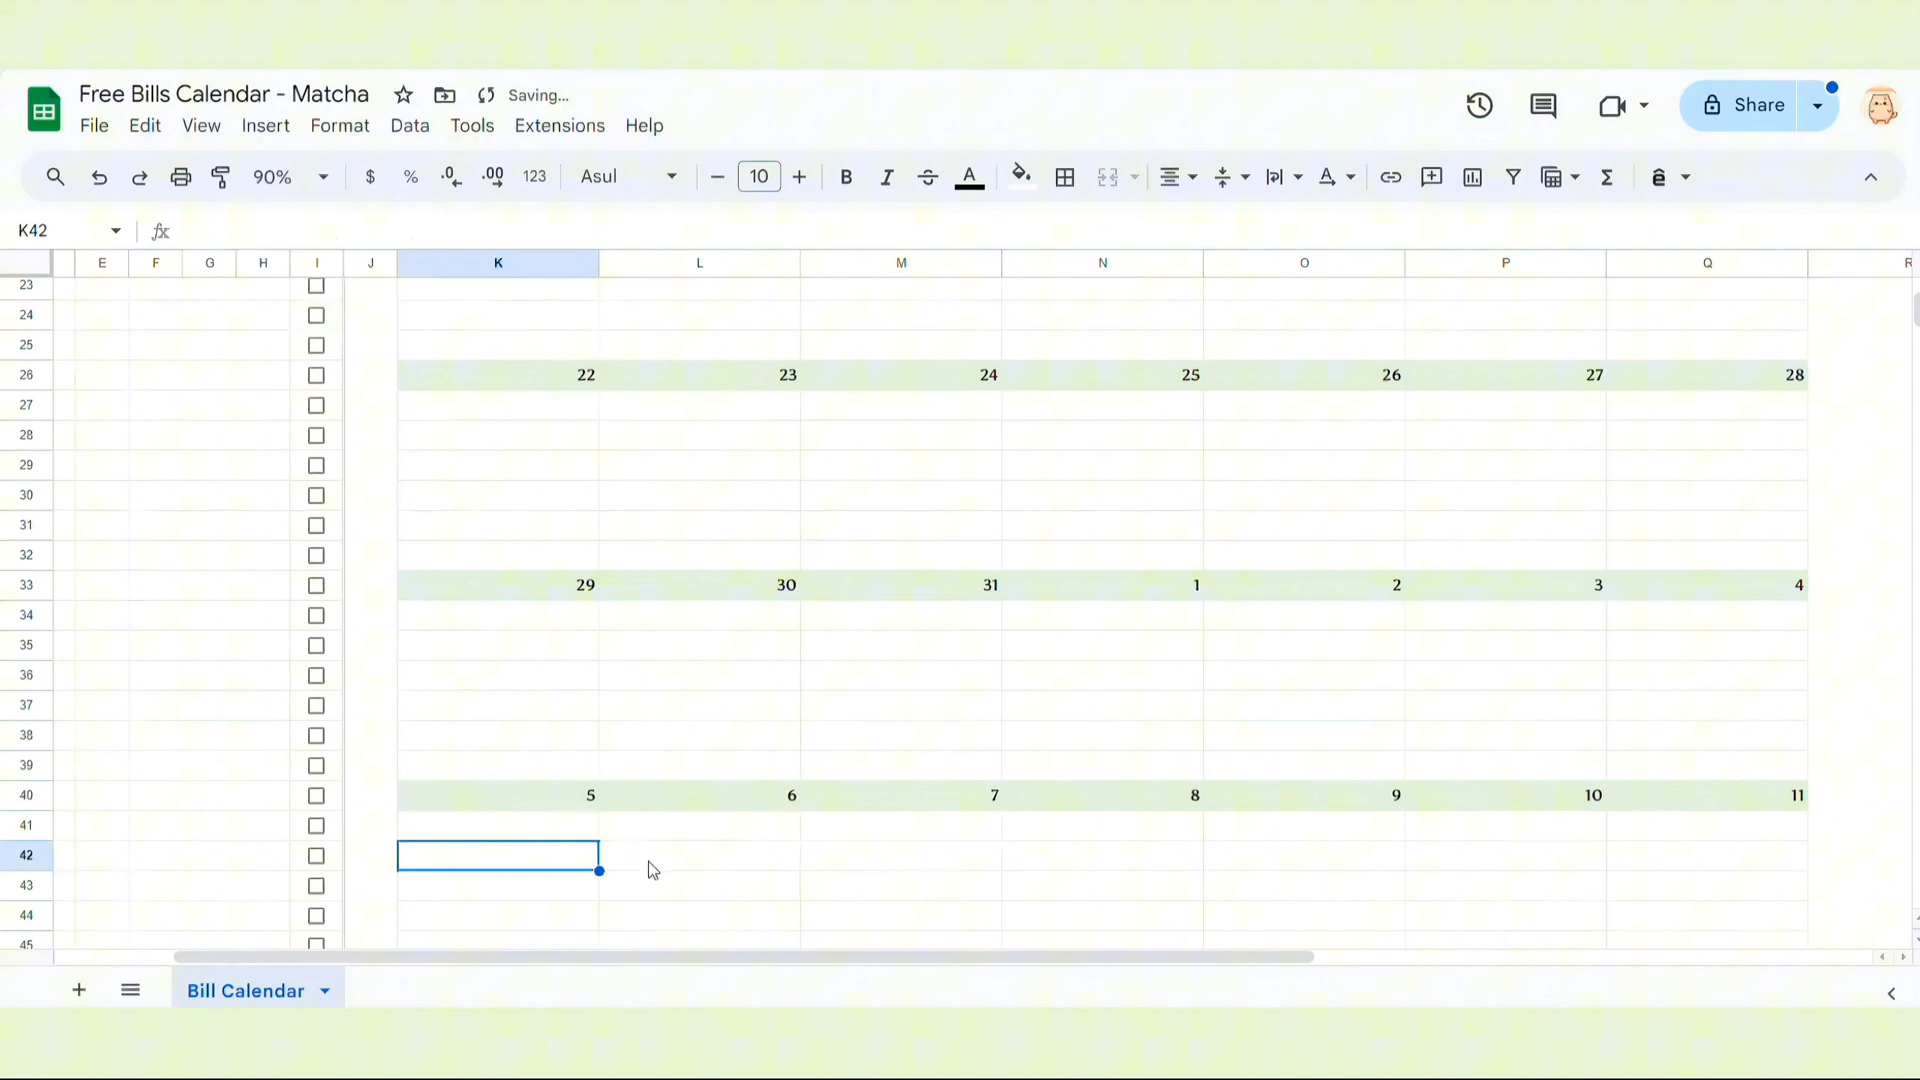 Free Bills Calendar - Matcha Saving... Share
File Edit View Insert Format Data Tools Extensions Help
90% $ % .0 .00 123 Asul 10 B I A A Σ ê
K42 fx
E F G H I J K L M N O P Q R
23
24
25
26 22 23 24 25 26 27 28
27
28
29
30
31
32
33 29 30 31 1 2 3 4
34
35
36
37
38
39
40 5 6 7 8 9 10 11
41
42
43
44
45
Bill Calendar